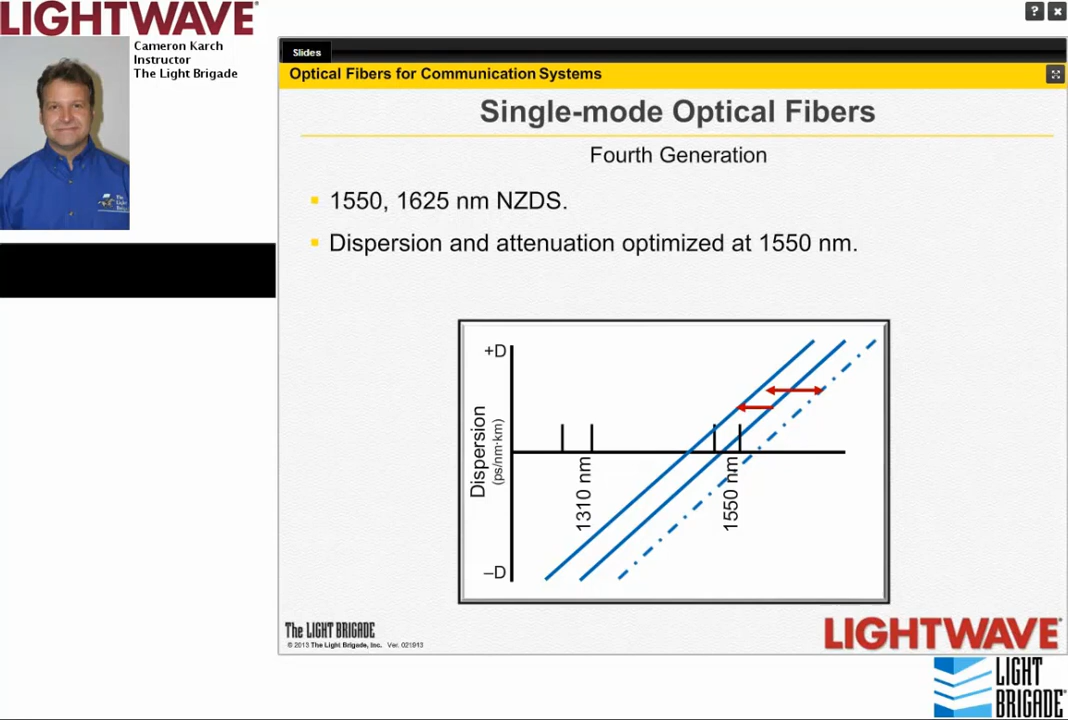 LIGHTWAVE
Cameron Karch
Instructor
The Light Brigade
?
Slides
Optical Fibers for Communication Systems
Single-mode Optical Fibers
Fourth Generation
1550, 1625 nm NZDS.
Dispersion and attenuation optimized at 1550 nm.
+D
Dispersion
(ps/nm·km)
1310 nm
1550 nm
–D
The LIGHT BRIGADE
© 2013 The Light Brigade, Inc. Ver. 021913
LIGHTWAVE
LIGHT
BRIGADE